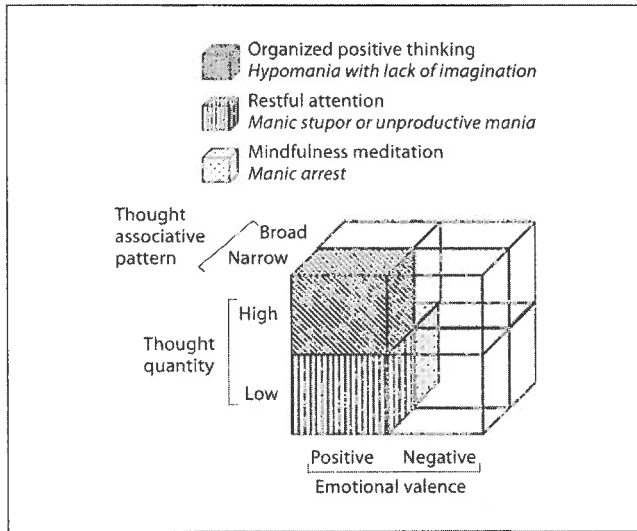 Organized positive thinking
Hypomania with lack of imagination
Restful attention
Manic stupor or unproductive mania
Mindfulness meditation
Manic arrest
Thought
associative
pattern
Broad
Narrow
High
Thought
quantity
Low
Positive
Negative
Emotional valence